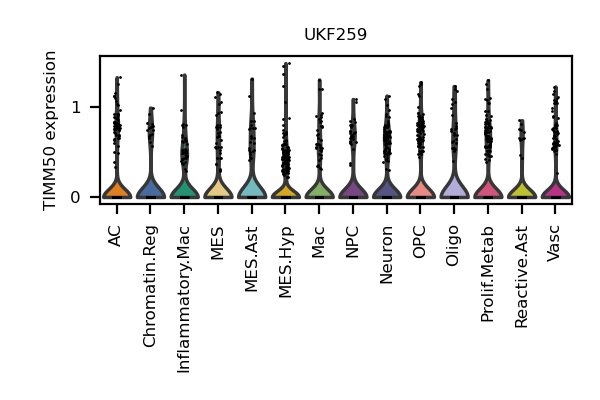 UKF259
TIMM50 expression
1
0
AC
Chromatin.Reg
Inflammatory.Mac
MES
MES.Ast
MES.Hyp
Mac
NPC
Neuron
OPC
Oligo
Prolif.Metab
Reactive.Ast
Vasc